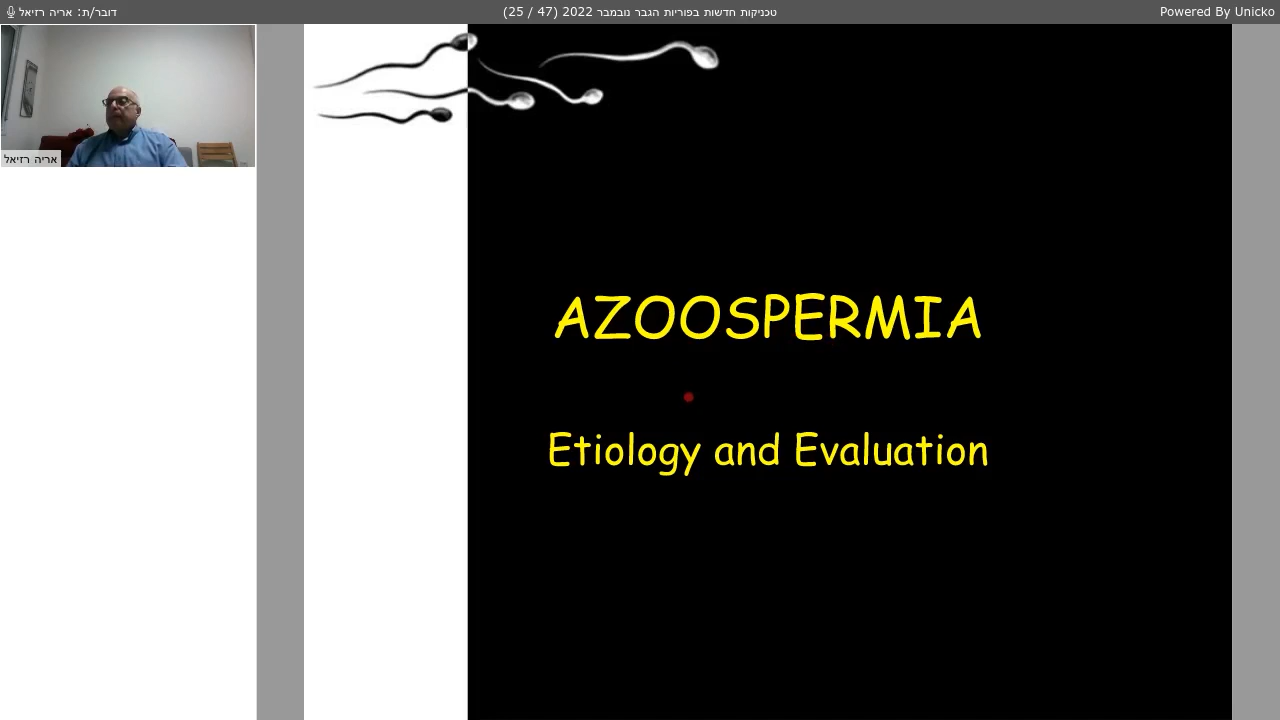 דובר/ת: אריה רזיאל
טכניקות חדשות בפוריות הגבר נובמבר 2022 (47 / 25)
Powered By Unicko
אריה רזיאל
AZOOSPERMIA
Etiology and Evaluation